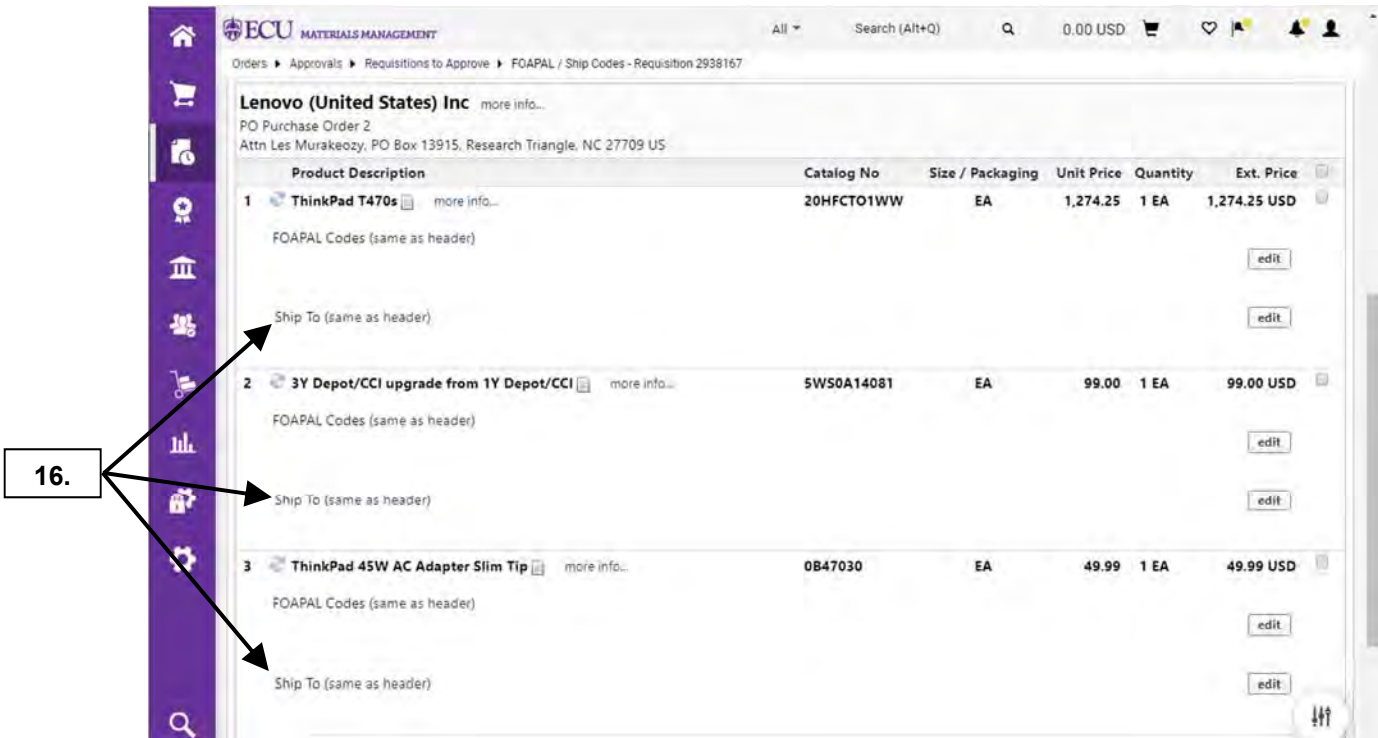 ECU MATERIALS MANAGEMENT All Search (Alt+Q) 0.00 USD
Orders Approvals Requisitions to Approve FOAPAL / Ship Codes - Requisition 2938167
Lenovo (United States) Inc more info...
PO Purchase Order 2
Attn Les Murakeozy, PO Box 13915, Research Triangle, NC 27709 US
Product Description Catalog No Size / Packaging Unit Price Quantity Ext. Price
1 ThinkPad T470s more info... 20HFCTO1WW EA 1,274.25 1 EA 1,274.25 USD
FOAPAL Codes (same as header)
edit
Ship To (same as header) edit
2 3Y Depot/CCI upgrade from 1Y Depot/CCI more info... 5WS0A14081 EA 99.00 1 EA 99.00 USD
FOAPAL Codes (same as header)
edit
16.
Ship To (same as header) edit
3 ThinkPad 45W AC Adapter Slim Tip more info... 0B47030 EA 49.99 1 EA 49.99 USD
FOAPAL Codes (same as header)
edit
Ship To (same as header) edit